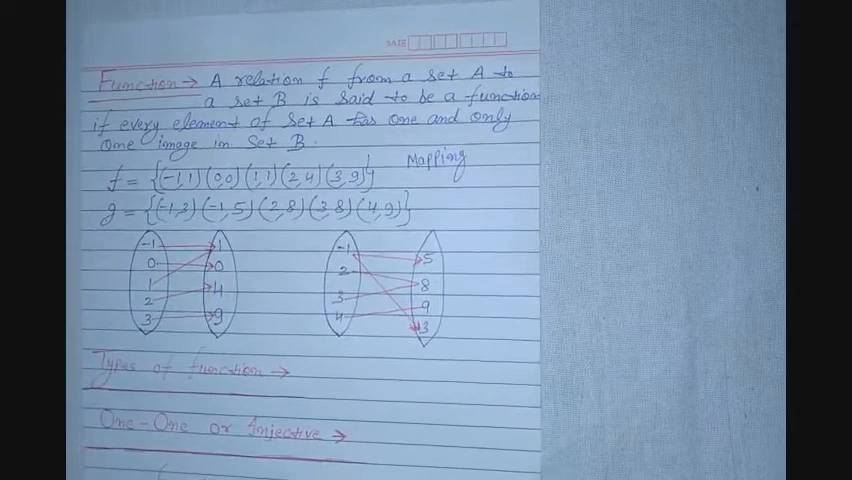 DATE
Function → A relation f from a set A to
a set B is said to be a function
if every element of set A has one and only
one image in set B.
Mapping
f = {(-1,1)(0,0)(1,1)(2,4)(3,9)}
g = {(-1,3)(-1,5)(2,8)(3,8)(4,9)}
-1 1 -1 5
0 0 2 8
1 4 3 9
2 9 4 3
3
Types of function →
One-One or Injective →